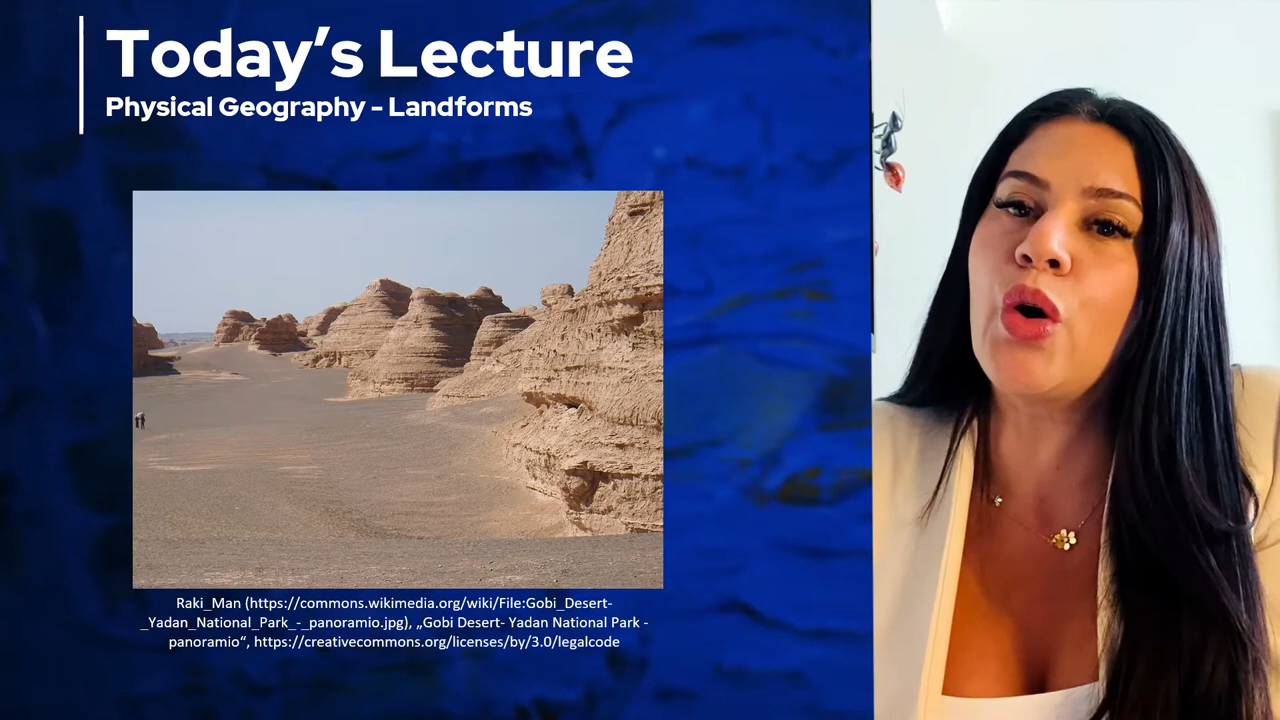 Today’s Lecture
Physical Geography – Landforms
Raki_Man (https://commons.wikimedia.org/wiki/File:Gobi_Desert-
_Yadan_National_Park_-_panoramio.jpg), „Gobi Desert- Yadan National Park -
panoramio“, https://creativecommons.org/licenses/by/3.0/legalcode